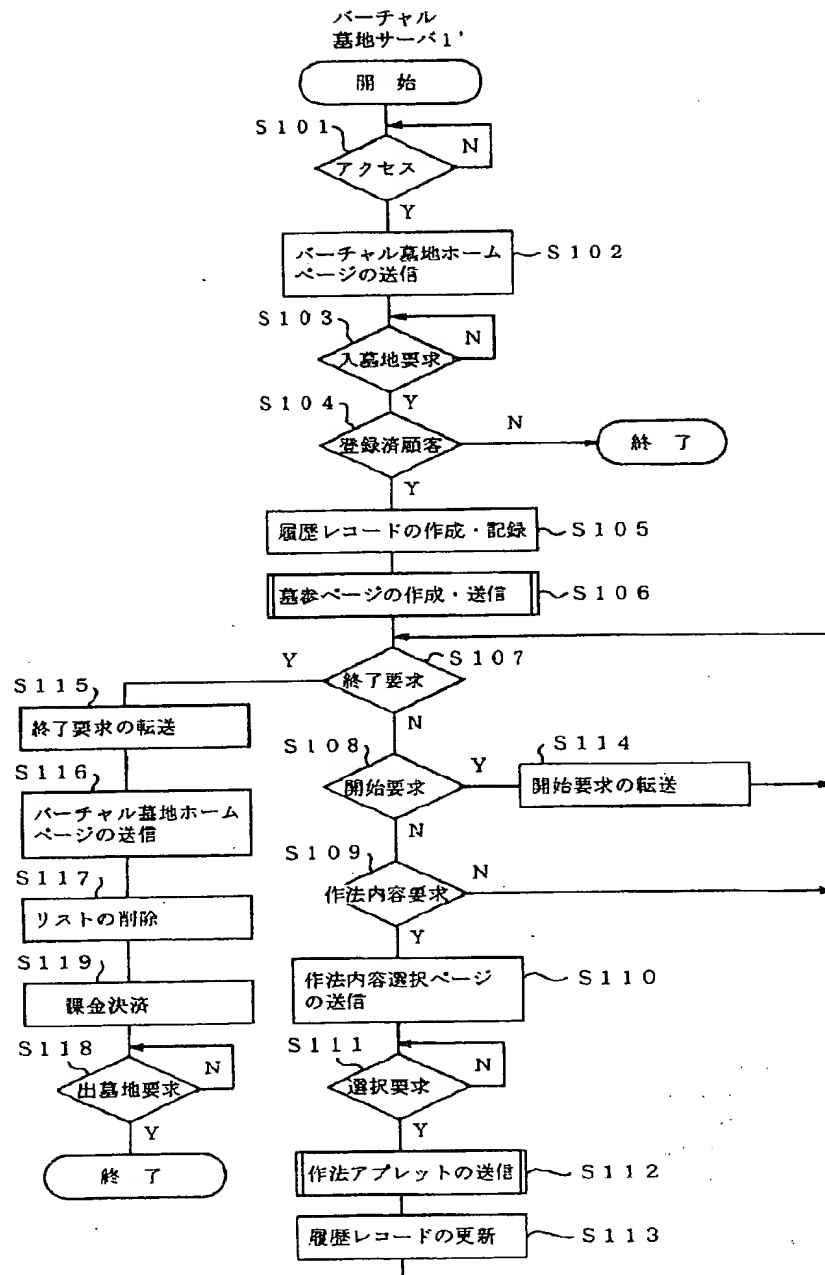 バーチャル
墓地サーバ1'
開始
S101
N
アクセス
Y
バーチャル墓地ホーム
ページの送信
S102
S103
N
入墓地要求
Y
S104
登録済顧客
N
終了
Y
履歴レコードの作成・記録
S105
墓参ページの作成・送信
S106
Y
S107
終了要求
N
S115
終了要求の転送
S108
開始要求
Y
S114
開始要求の転送
N
S116
バーチャル墓地ホーム
ページの送信
S109
作法内容要求
N
Y
S117
リストの削除
作法内容選択ページ
の送信
S110
S119
課金決済
S111
N
選択要求
Y
S118
N
出墓地要求
Y
終了
作法アプレットの送信
S112
履歴レコードの更新
S113